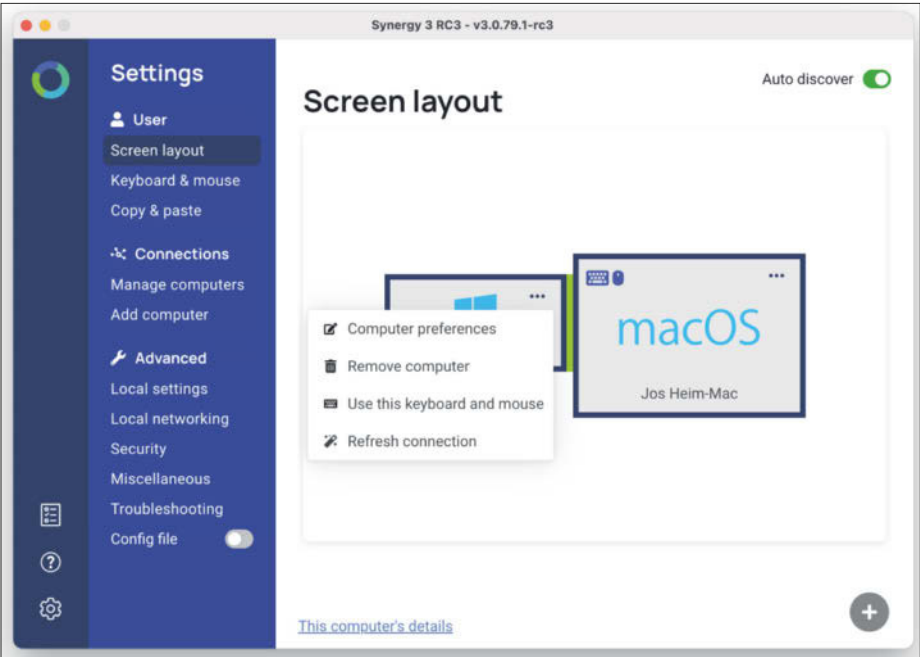 Synergy 3 RC3 - v3.0.79.1-rc3
Settings
User
Screen layout
Keyboard & mouse
Copy & paste
Connections
Manage computers
Add computer
Advanced
Local settings
Local networking
Security
Miscellaneous
Troubleshooting
Config file
Auto discover
Screen layout
Computer preferences
Remove computer
Use this keyboard and mouse
Refresh connection
macOS
Jos Heim-Mac
This computer's details